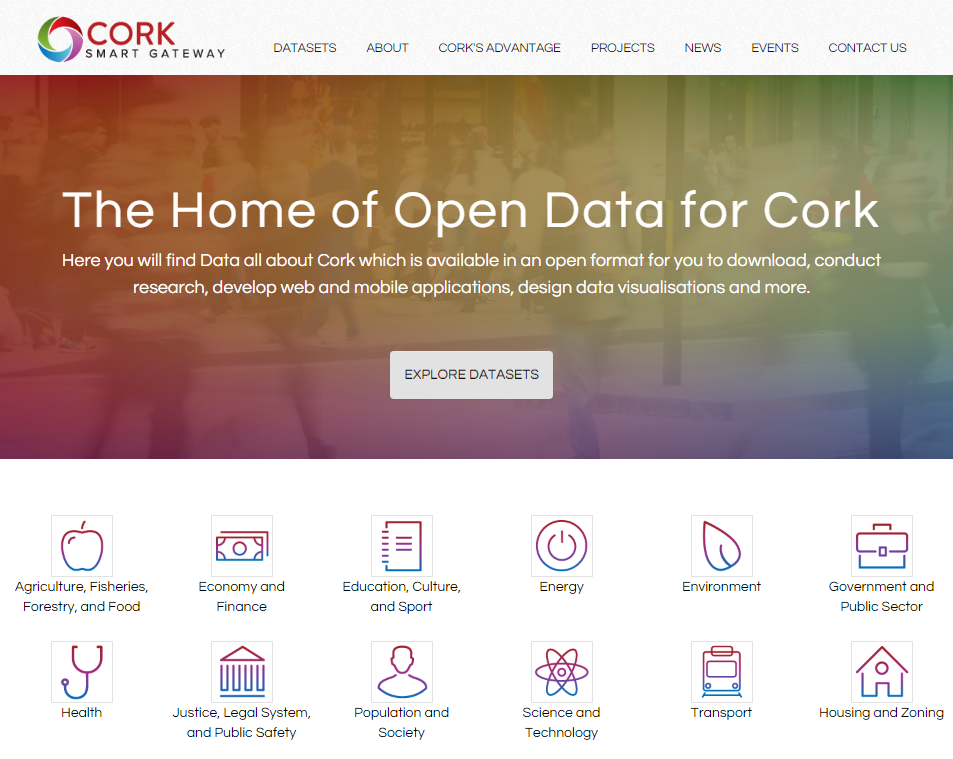 CORK
SMART GATEWAY
DATASETS ABOUT CORK'S ADVANTAGE PROJECTS NEWS EVENTS CONTACT US
The Home of Open Data for Cork
Here you will find Data all about Cork which is available in an open format for you to download, conduct
research, develop web and mobile applications, design data visualisations and more.
EXPLORE DATASETS
Agriculture, Fisheries,
Forestry, and Food
Economy and
Finance
Education, Culture,
and Sport
Energy
Environment
Government and
Public Sector
Health
Justice, Legal System,
and Public Safety
Population and
Society
Science and
Technology
Transport
Housing and Zoning